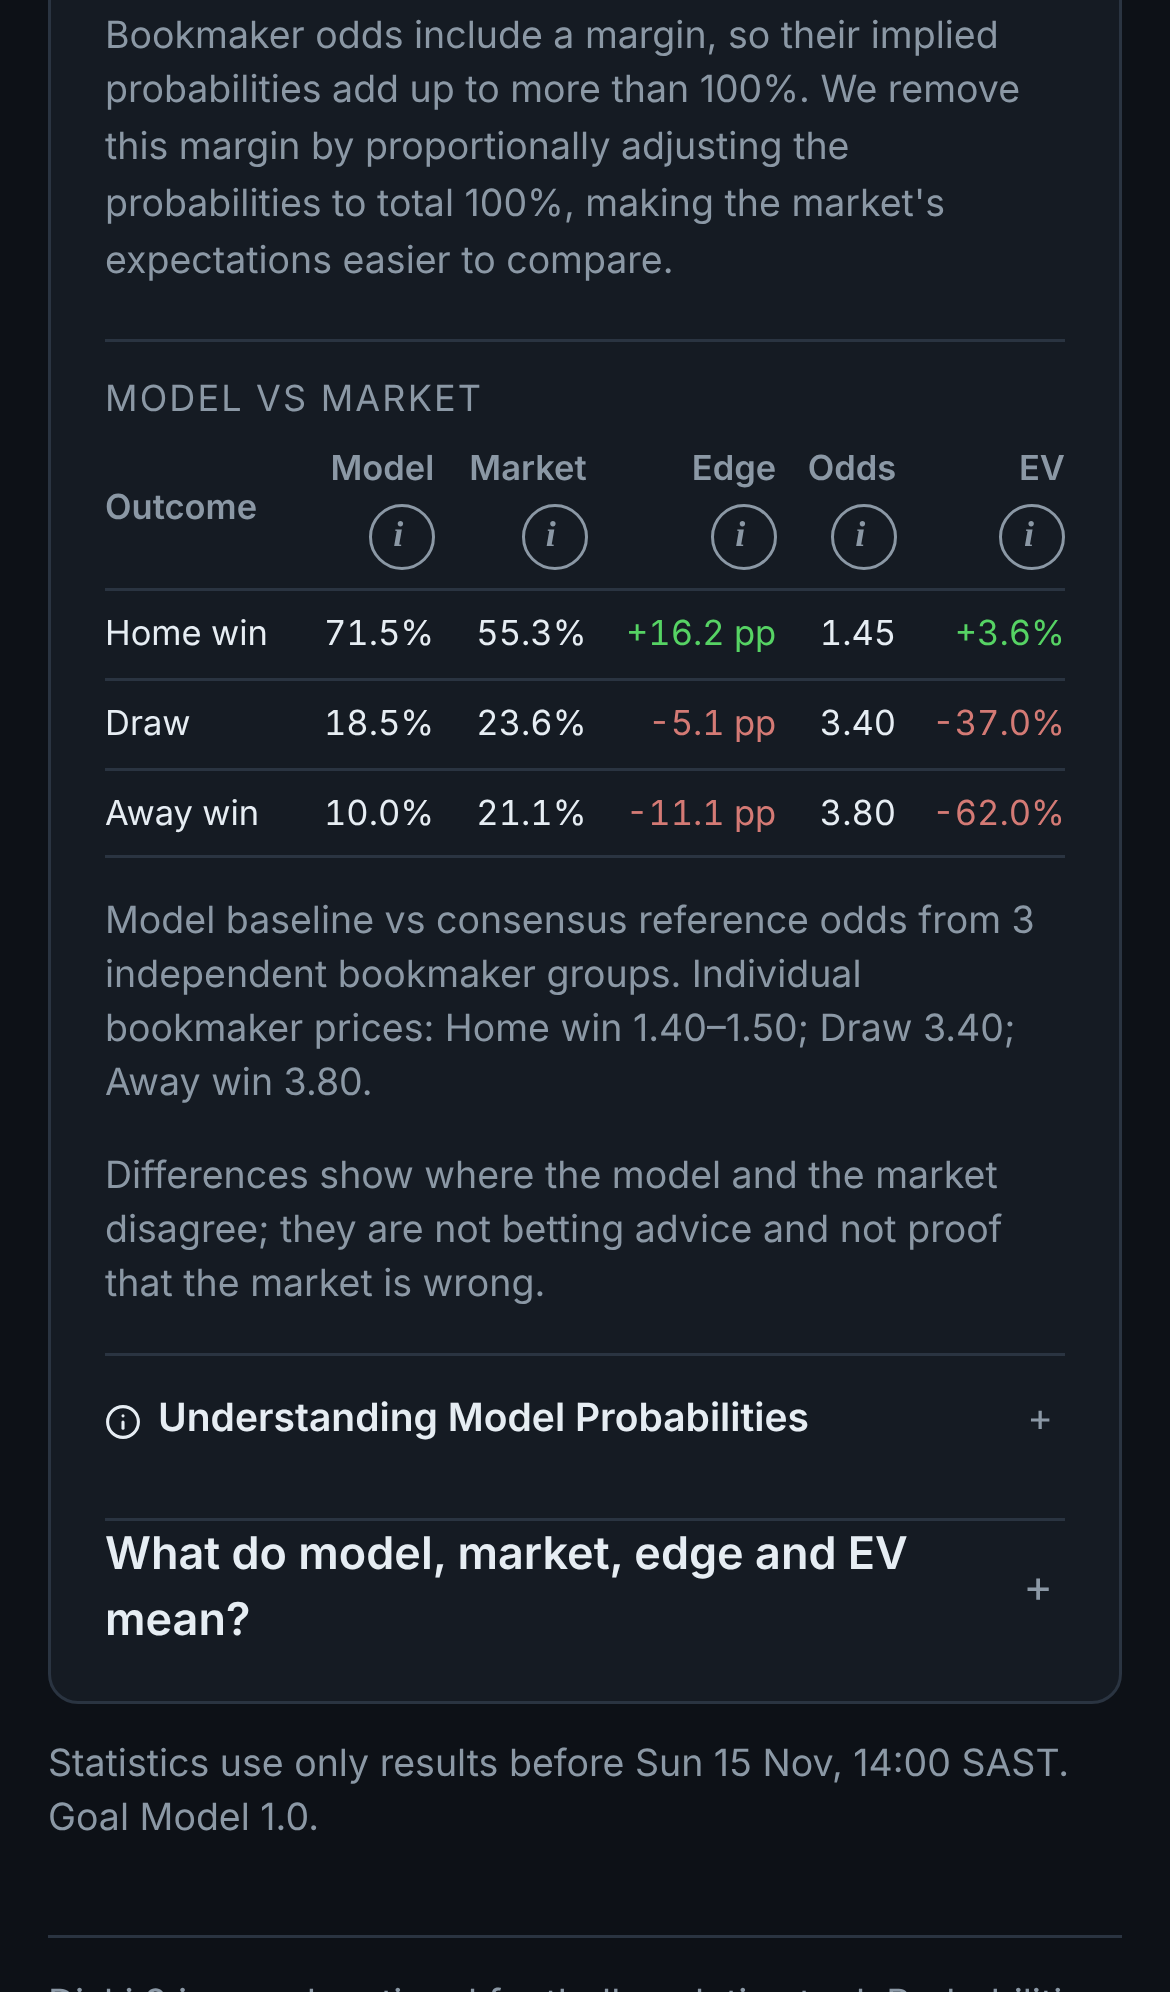 Bookmaker odds include a margin, so their implied
probabilities add up to more than 100%. We remove
this margin by proportionally adjusting the
probabilities to total 100%, making the market's
expectations easier to compare.
MODEL VS MARKET
Outcome Model i Market i Edge i Odds i EV i
Home win 71.5% 55.3% +16.2 pp 1.45 +3.6%
Draw 18.5% 23.6% -5.1 pp 3.40 -37.0%
Away win 10.0% 21.1% -11.1 pp 3.80 -62.0%
Model baseline vs consensus reference odds from 3
independent bookmaker groups. Individual
bookmaker prices: Home win 1.40–1.50; Draw 3.40;
Away win 3.80.
Differences show where the model and the market
disagree; they are not betting advice and not proof
that the market is wrong.
Understanding Model Probabilities +
What do model, market, edge and EV
mean? +
Statistics use only results before Sun 15 Nov, 14:00 SAST.
Goal Model 1.0.